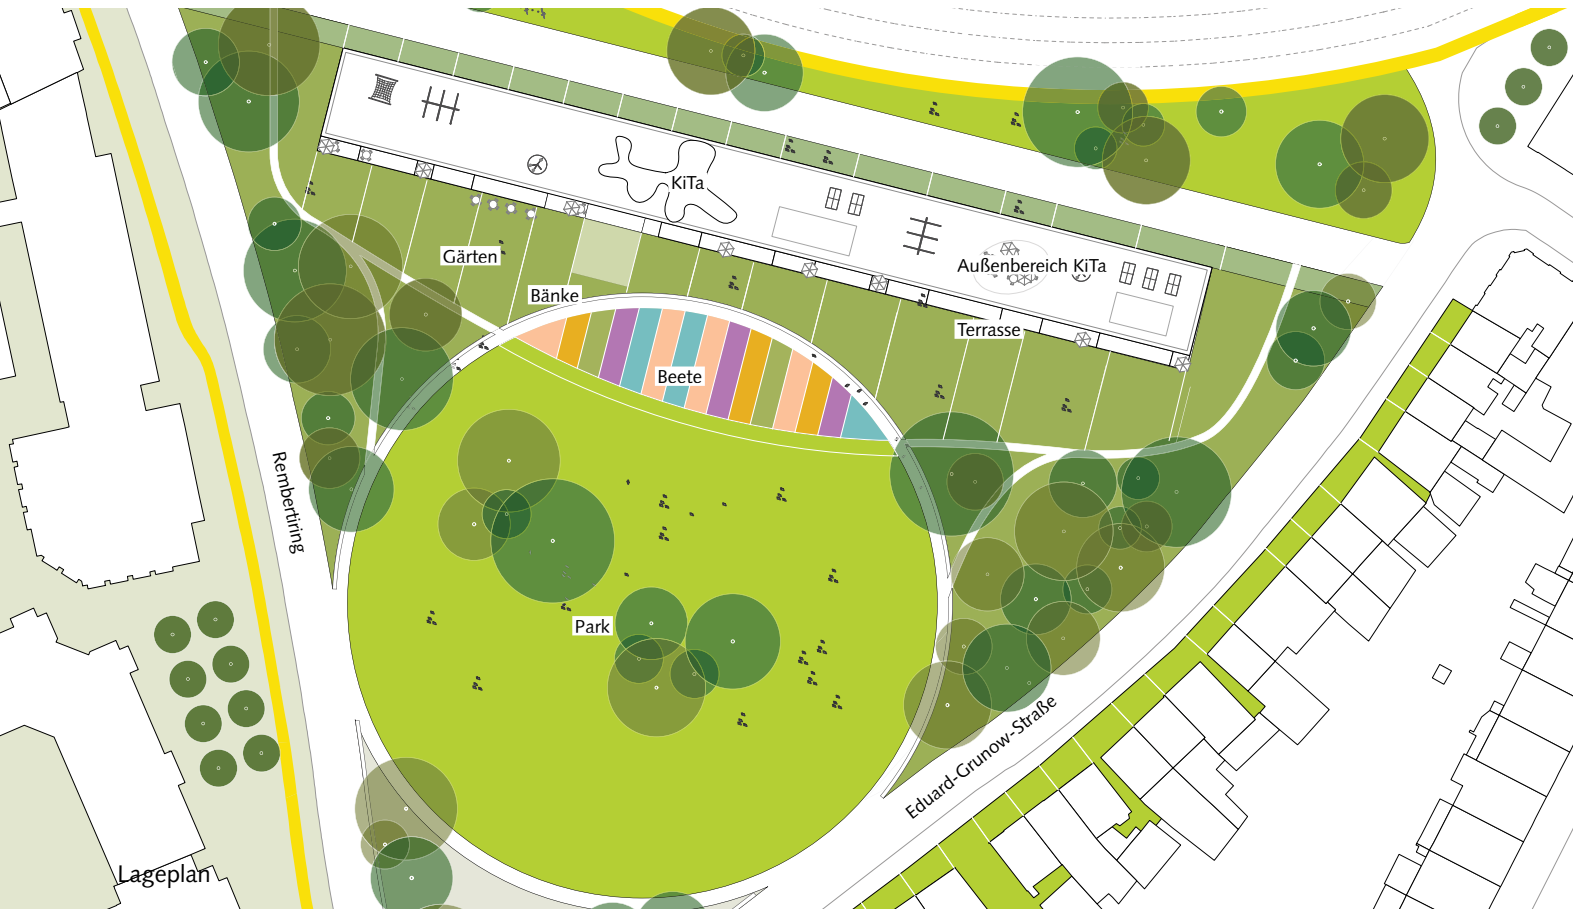 KiTa
Gärten
Außenbereich KiTa
Bänke
Terrasse
Beete
Rembertiring
Park
Eduard-Grunow-Straße
Lageplan